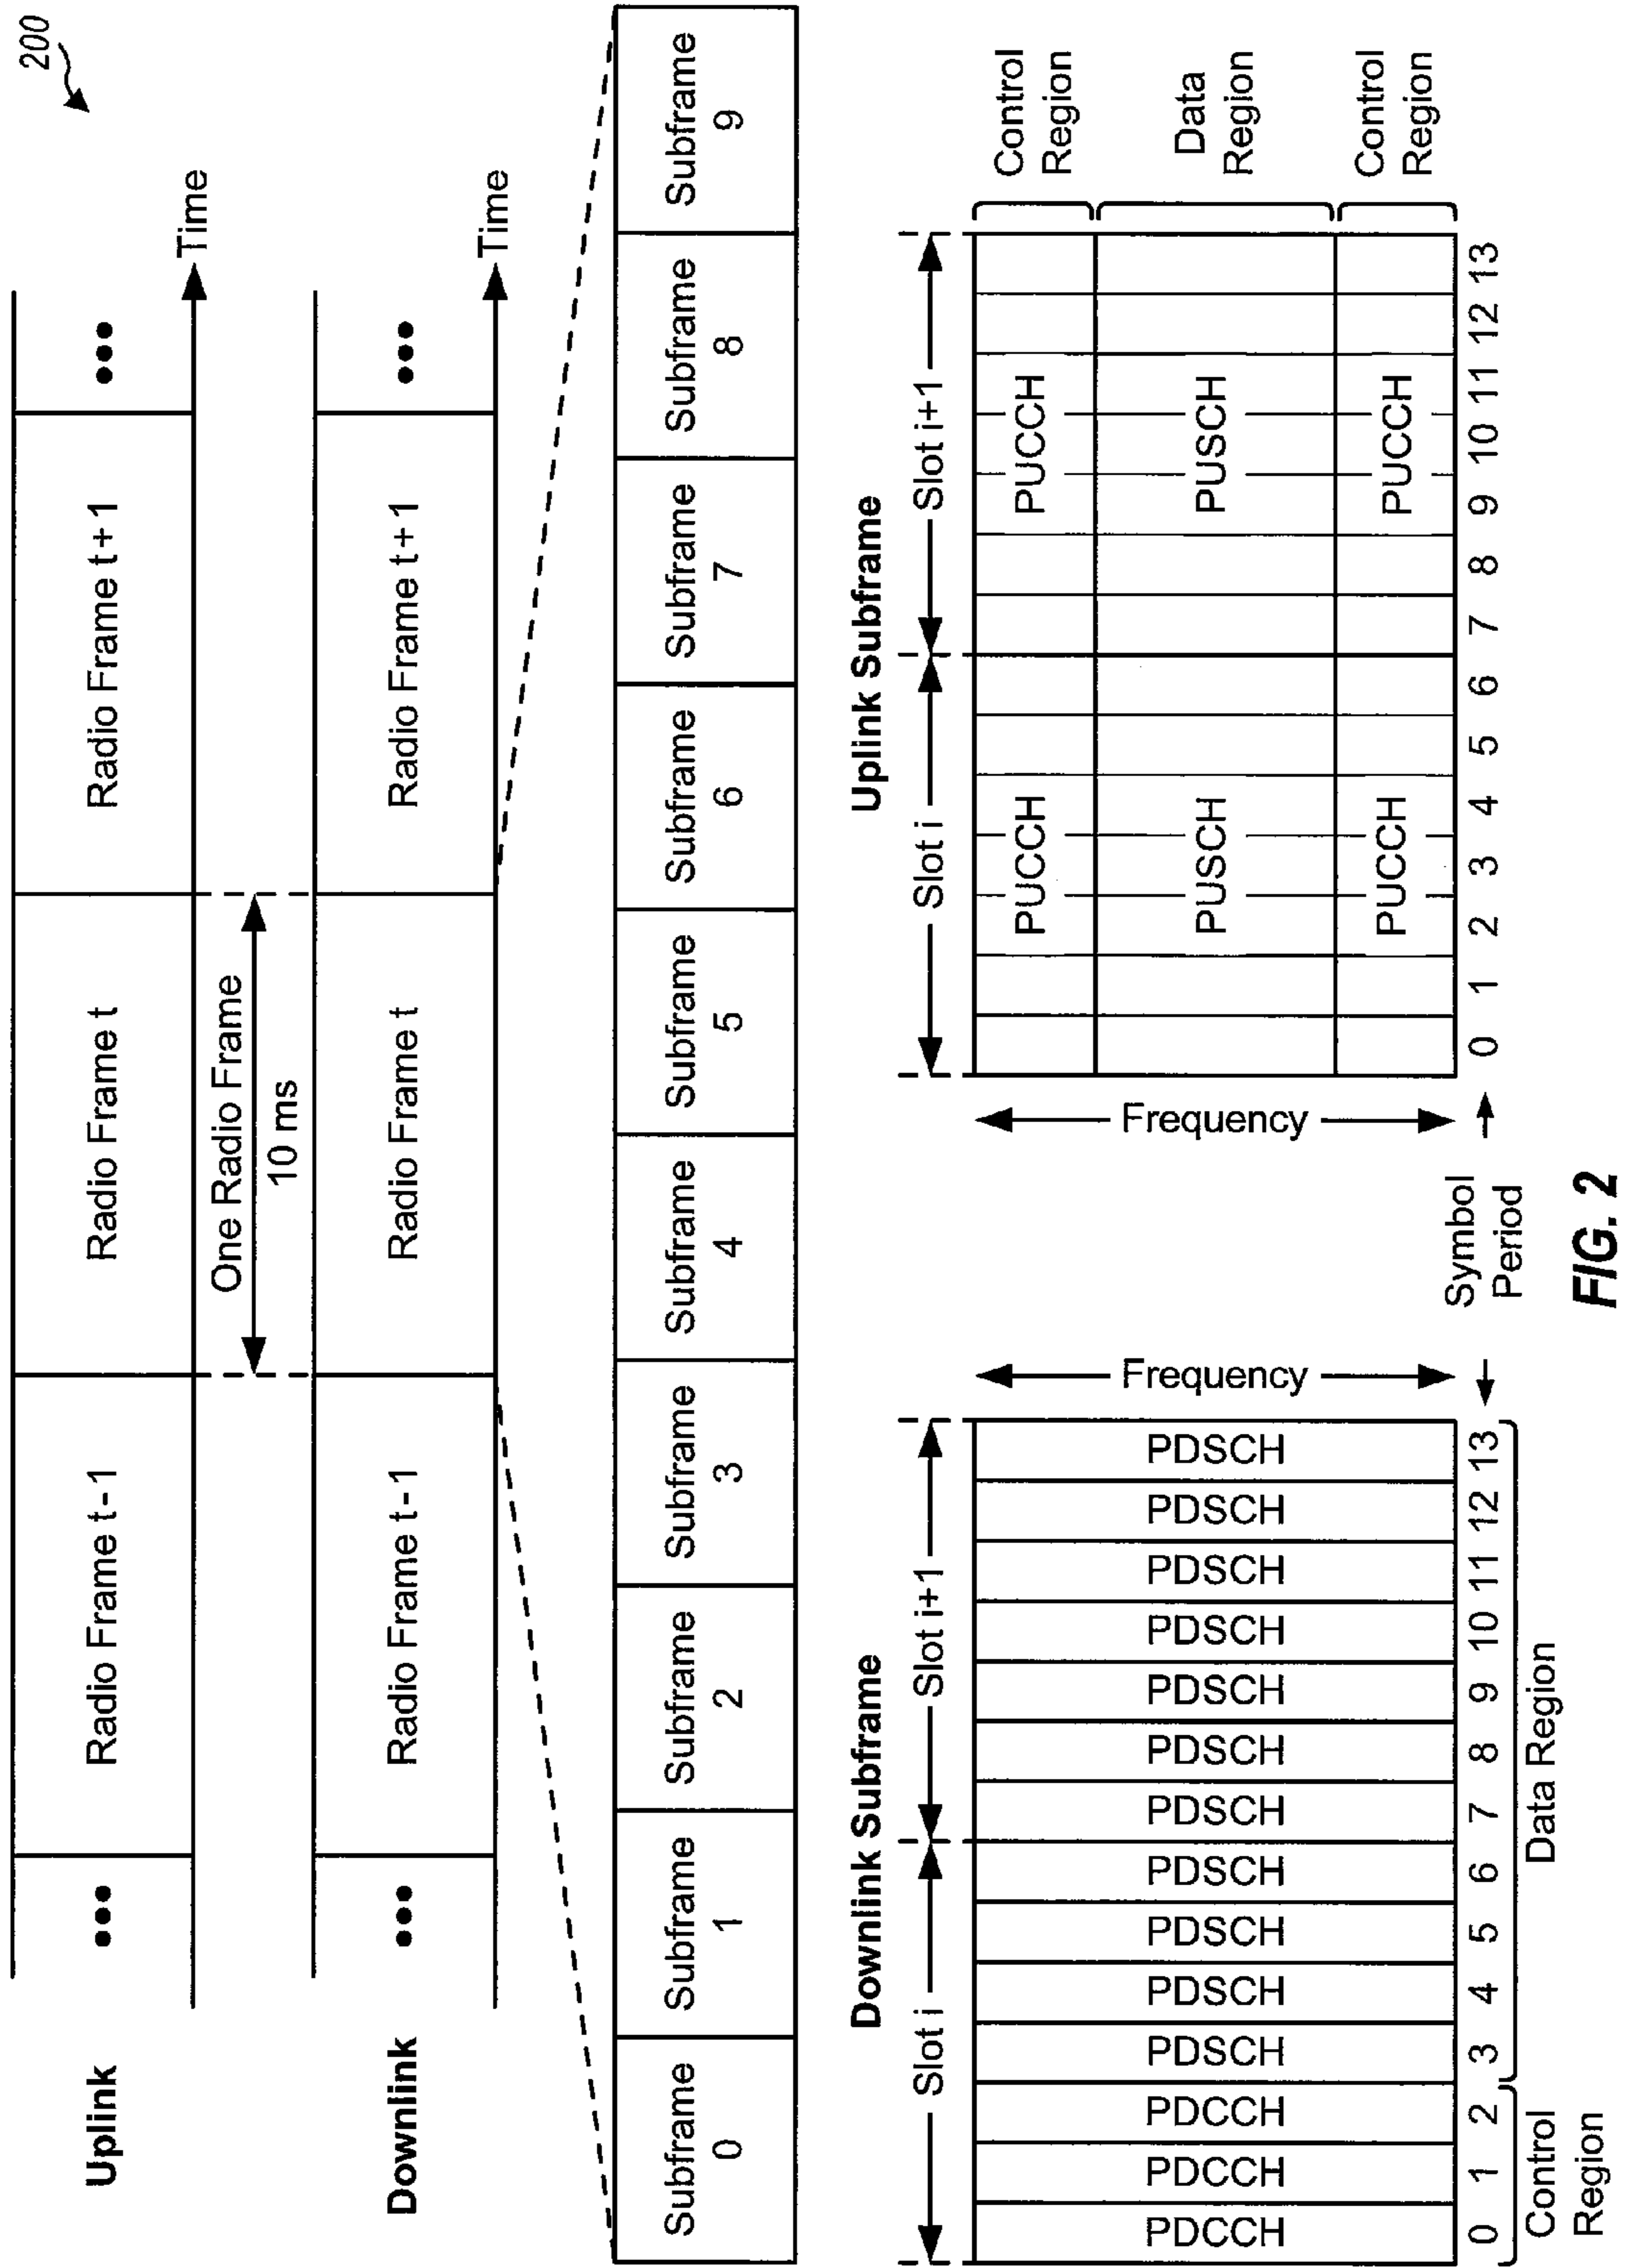 200
Uplink
Radio Frame t-1
Radio Frame t
Radio Frame t+1
Time
One Radio Frame
10 ms
Downlink
Radio Frame t-1
Radio Frame t
Radio Frame t+1
Time
Subframe
0
Subframe
1
Subframe
2
Subframe
3
Subframe
4
Subframe
5
Subframe
6
Subframe
7
Subframe
8
Subframe
9
Downlink Subframe
Slot i
Slot i+1
PDCCH
PDCCH
PDCCH
PDSCH
PDSCH
PDSCH
PDSCH
PDSCH
PDSCH
PDSCH
PDSCH
PDSCH
PDSCH
PDSCH
Frequency
0 1 2 3 4 5 6 7 8 9 10 11 12 13
Control
Region
Data Region
Symbol
Period
Uplink Subframe
Slot i
Slot i+1
Frequency
PUCCH
PUCCH
Control
Region
PUSCH
PUSCH
Data
Region
PUCCH
PUCCH
Control
Region
0 1 2 3 4 5 6 7 8 9 10 11 12 13
FIG. 2